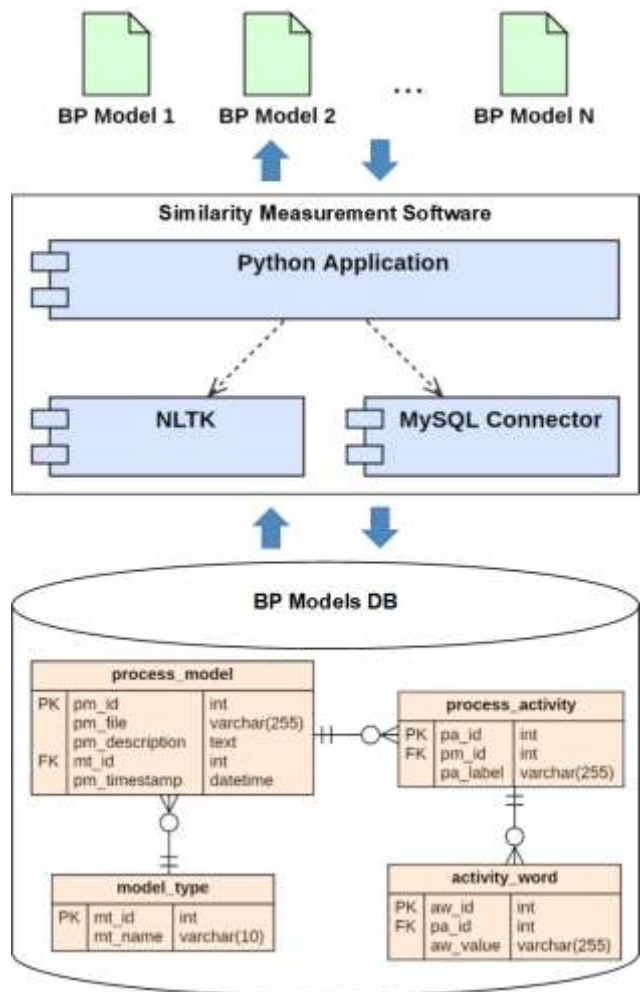 BP Model 1
BP Model 2
...
BP Model N
Similarity Measurement Software
Python Application
NLTK
MySQL Connector
BP Models DB
process_model
PK pm_id int
pm_file varchar(255)
pm_description text
FK mt_id int
pm_timestamp datetime
process_activity
PK pa_id int
FK pm_id int
pa_label varchar(255)
model_type
PK mt_id int
mt_name varchar(10)
activity_word
PK aw_id int
FK pa_id int
aw_value varchar(255)